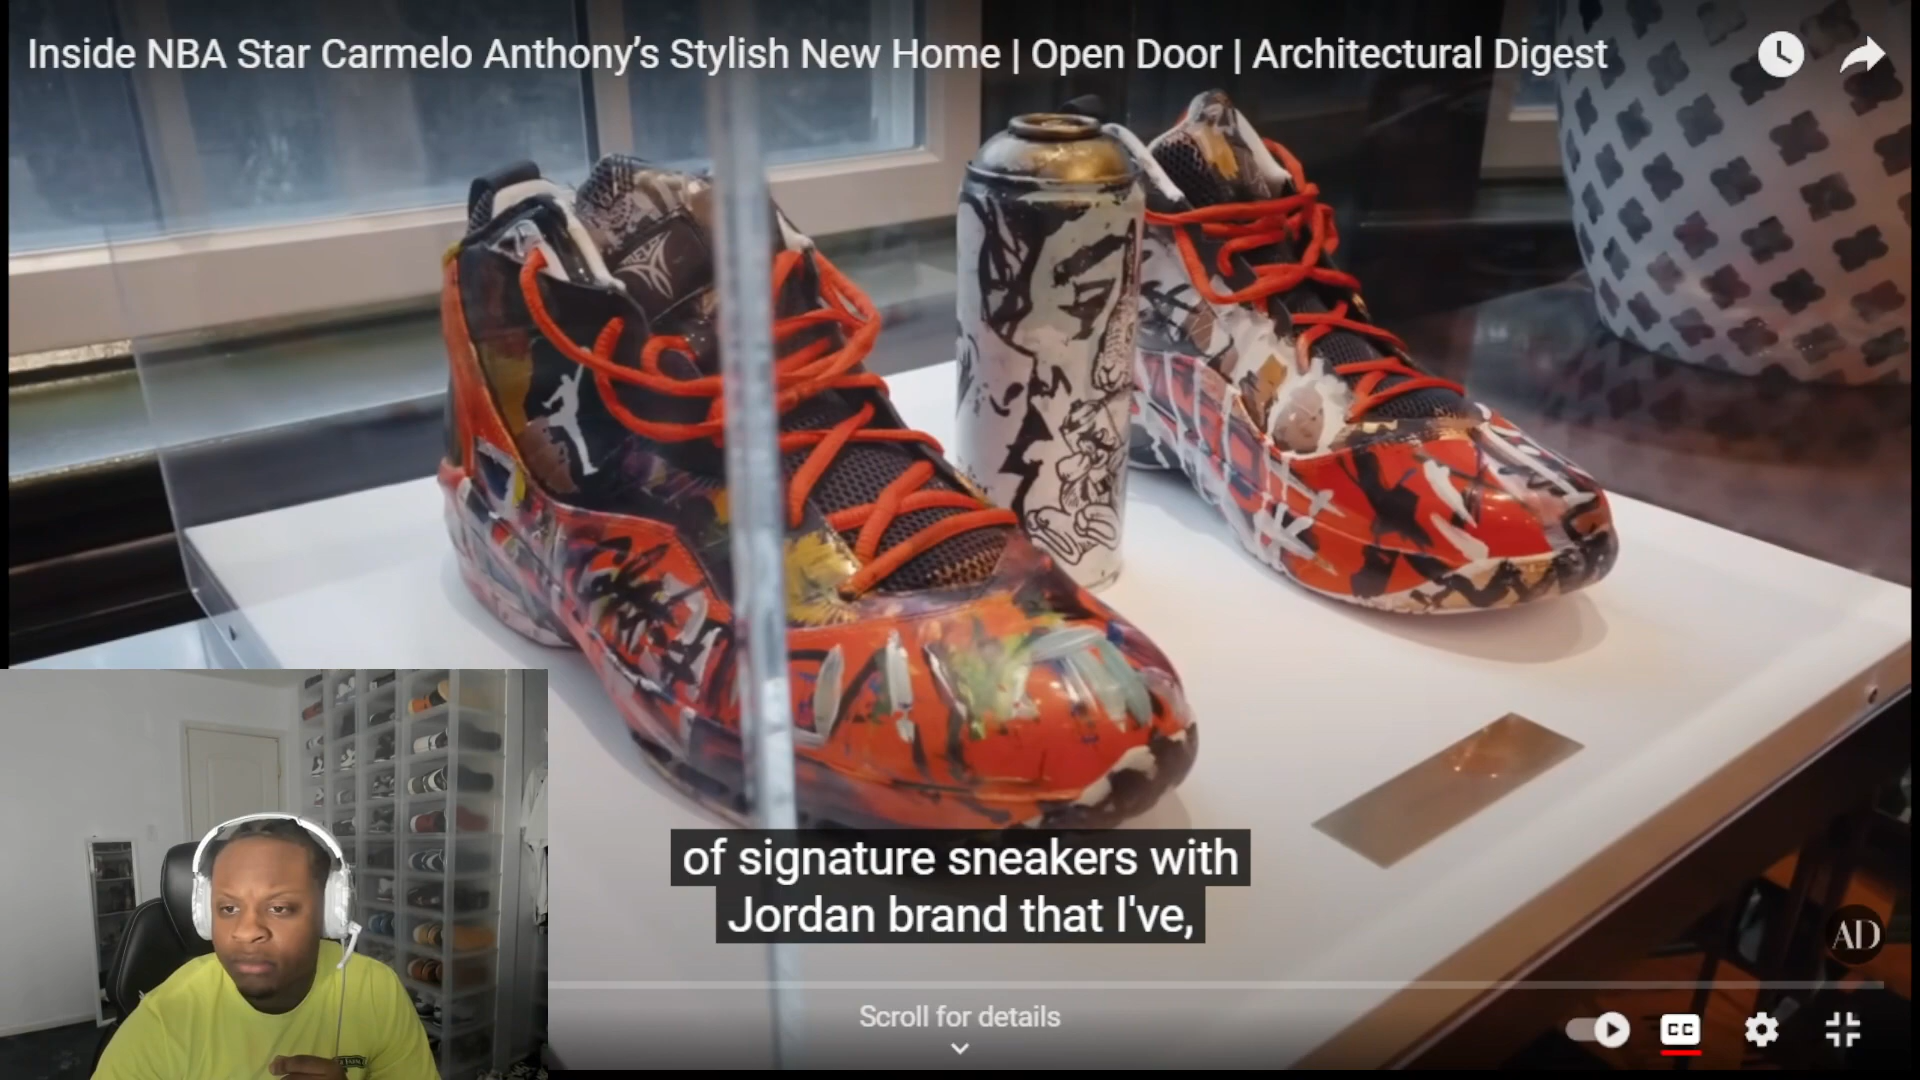 Inside NBA Star Carmelo Anthony's Stylish New Home | Open Door | Architectural Digest
of signature sneakers with
Jordan brand that I've,
AD
Scroll for details
CC